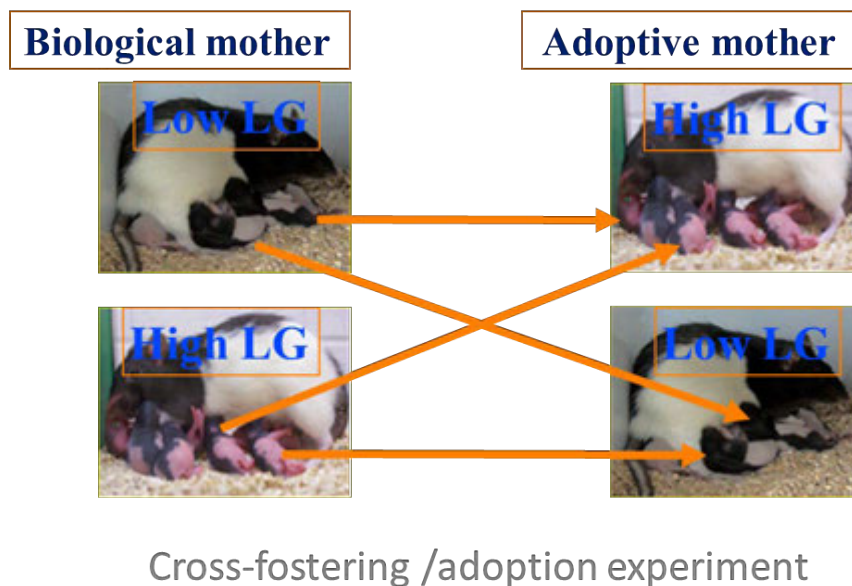 Biological mother
Adoptive mother
Low LG
High LG
High LG
Low LG
Cross-fostering /adoption experiment